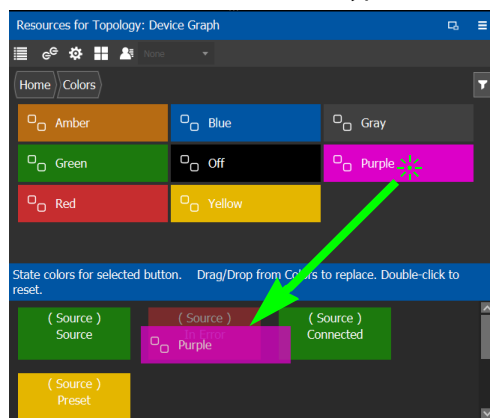 Resources for Topology: Device Graph
None
Home Colors
Amber Blue Gray
Green Off Purple
Red Yellow
State colors for selected button. Drag/Drop from Colors to replace. Double-click to
reset.
( Source ) ( Source ) ( Source )
Source In Error Connected
Purple
( Source )
Preset